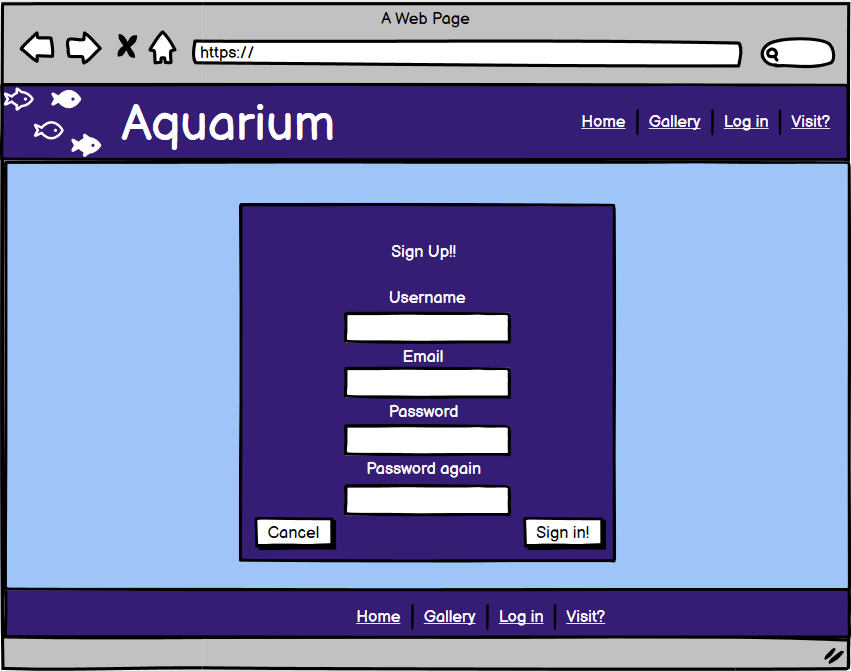 A Web Page
https://
Aquarium
Home Gallery Log in Visit?
Sign Up!!
Username
Email
Password
Password again
Cancel Sign in!
Home Gallery Log in Visit?